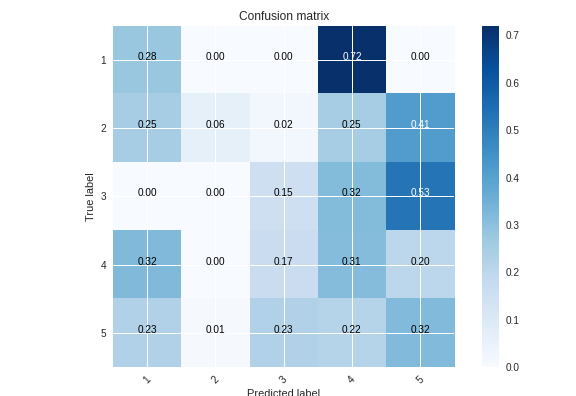 Confusion matrix
1 0.28 0.00 0.00 0.72 0.00
2 0.25 0.06 0.02 0.25 0.41
3 0.00 0.00 0.15 0.32 0.53
4 0.32 0.00 0.17 0.31 0.20
5 0.23 0.01 0.23 0.22 0.32
1 2 3 4 5
True label
Predicted label
0.7
0.6
0.5
0.4
0.3
0.2
0.1
0.0